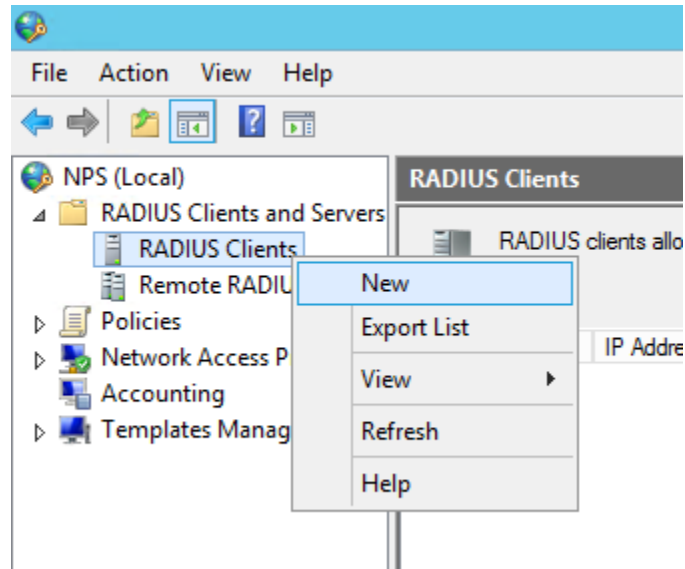 File Action View Help
NPS (Local)
RADIUS Clients and Servers
RADIUS Clients
Remote RADIU
Policies
Network Access P
Accounting
Templates Manag
New
Export List
View
Refresh
Help
RADIUS Clients
RADIUS clients allo
IP Addre